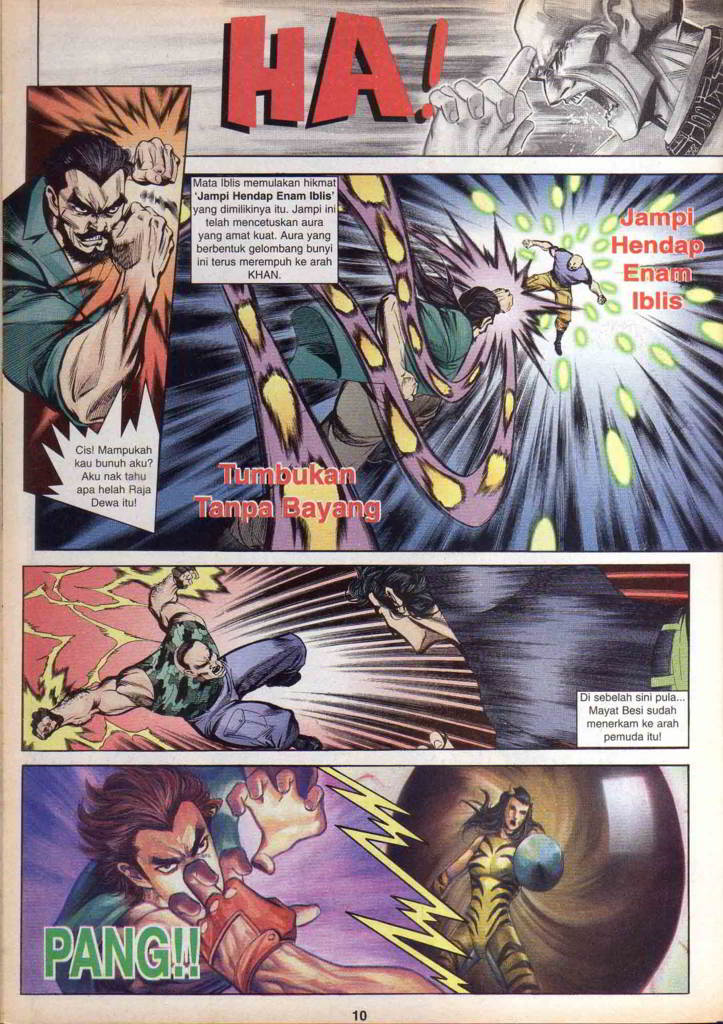 HA!
Mata Iblis memulakan hikmat
'Jampi Hendap Enam Iblis'
yang dimilikinya itu. Jampi ini
telah mencetuskan aura
yang amat kuat. Aura yang
berbentuk gelombang bunyi
ini terus merempuh ke arah
KHAN.
Jampi
Hendap
Enam
Iblis
Cis! Mampukah
kau bunuh aku?
Aku nak tahu
apa helah Raja
Dewa itu!
Tumbukan
Tanpa Bayang
Di sebelah sini pula...
Mayat Besi sudah
menerkam ke arah
pemuda itu!
PANG!!
10